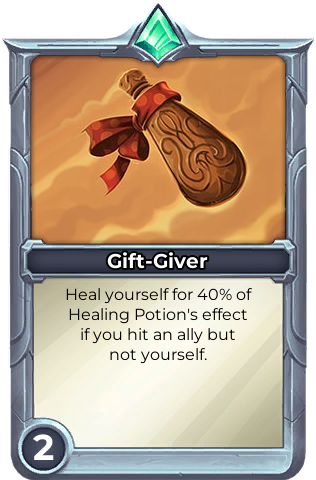 Gift-Giver
Heal yourself for 40% of
Healing Potion's effect
if you hit an ally but
not yourself.
2